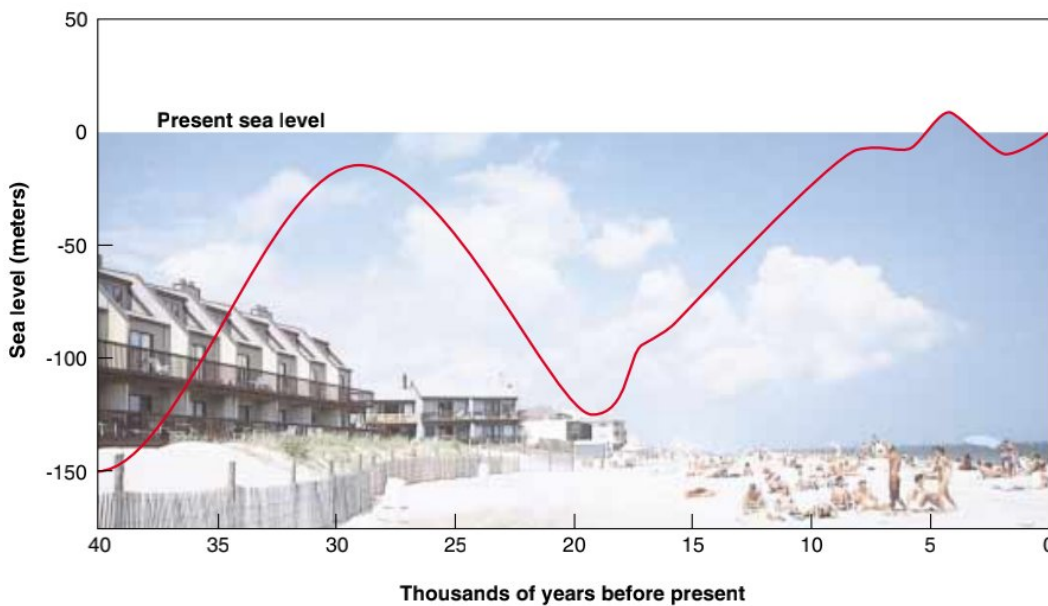 50
Present sea level
0
-50
-100
-150
Sea level (meters)
40 35 30 25 20 15 10 5 0
Thousands of years before present